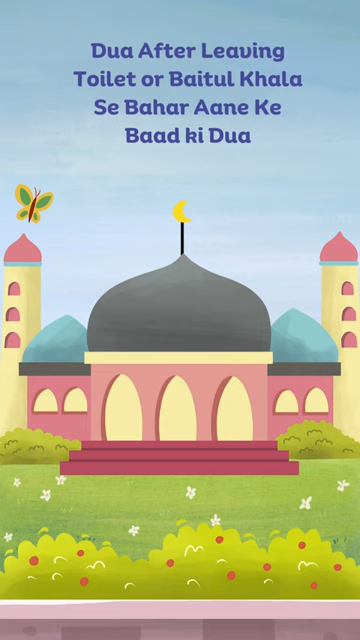 Dua After Leaving
Toilet or Baitul Khala
Se Bahar Aane Ke
Baad ki Dua